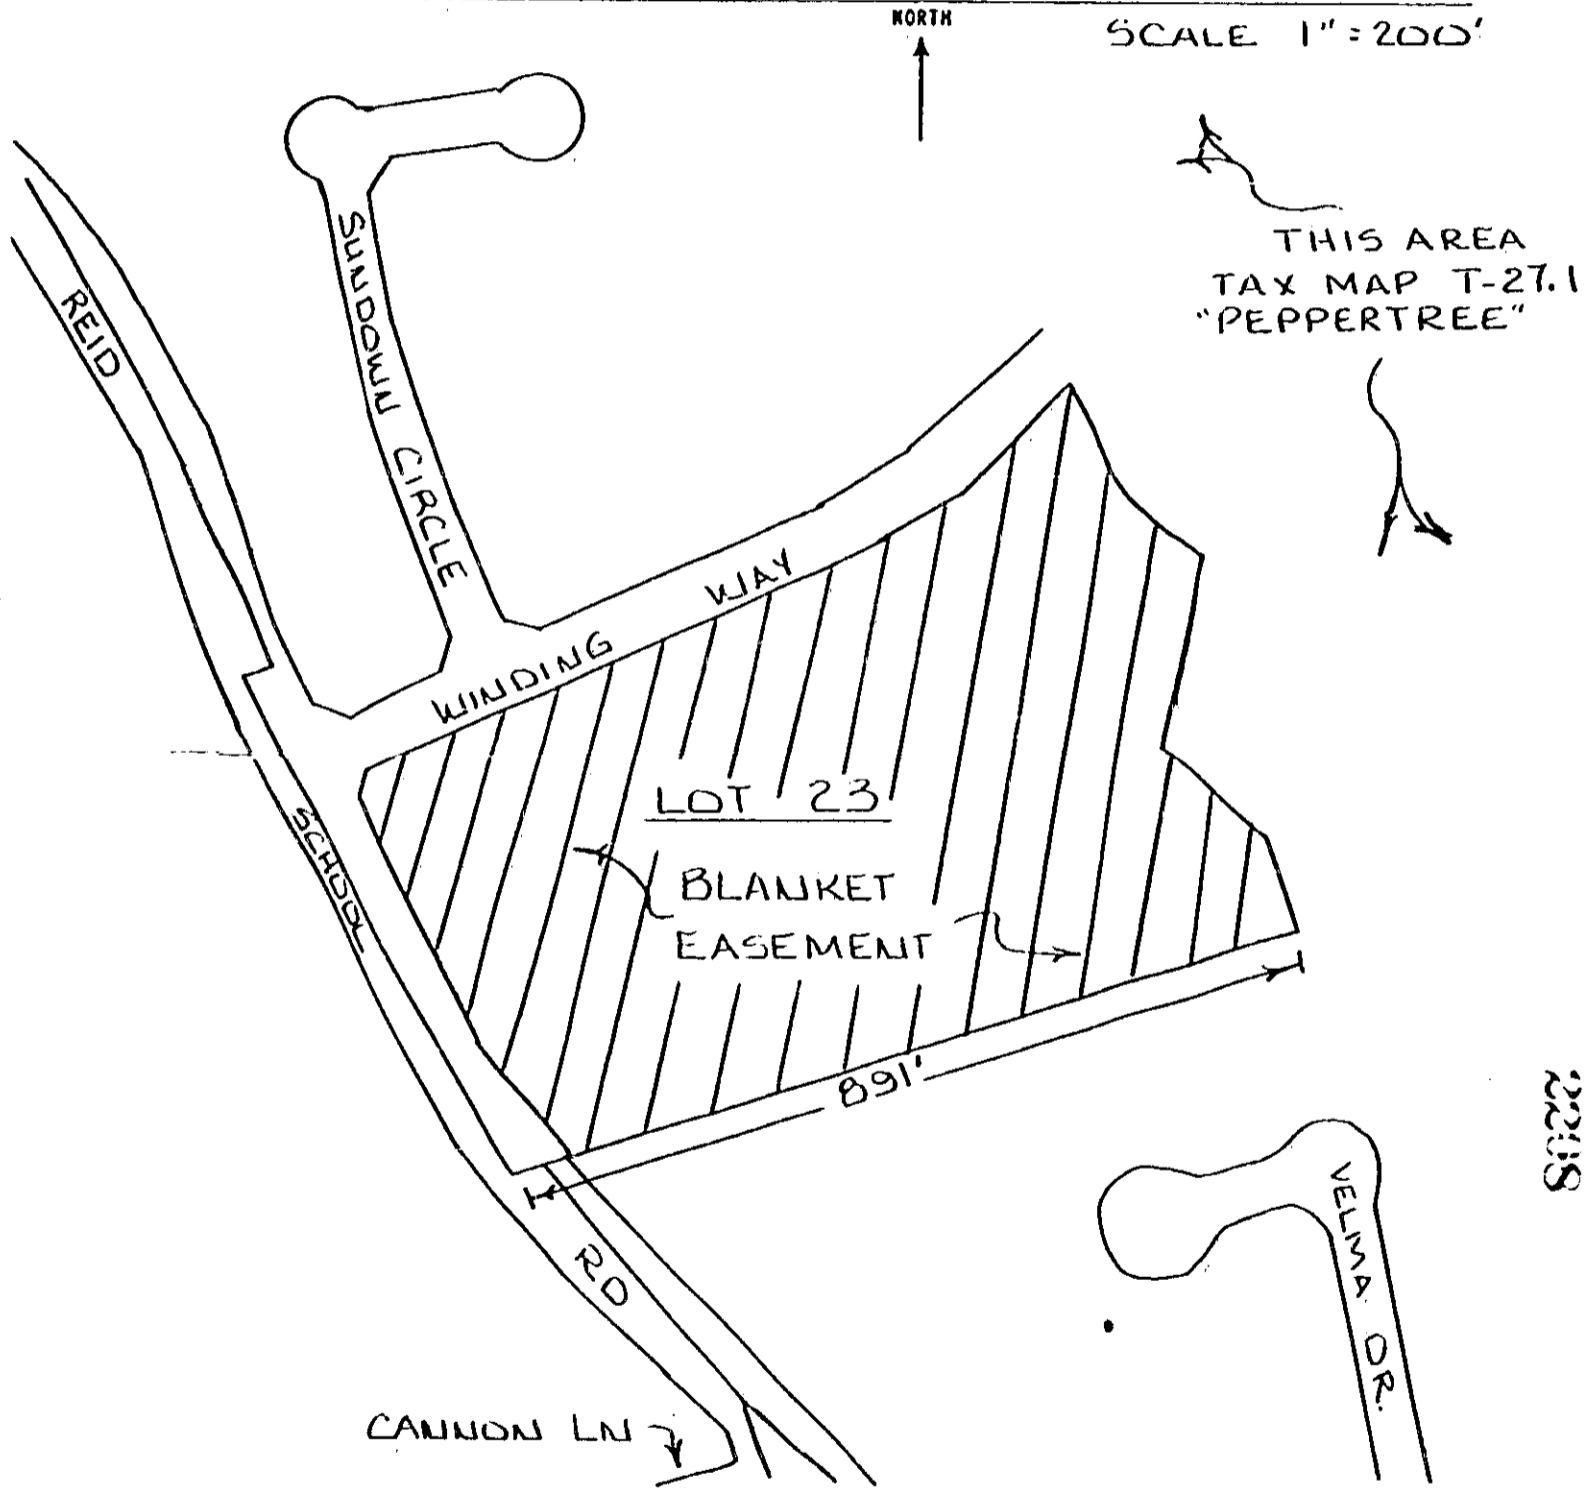 NORTH
SCALE 1" = 200'
THIS AREA
TAX MAP T-27.1
"PEPPERTREE"
REID
SUNDOWN CIRCLE
WINDING WAY
LOT 23
SCHOOL
BLANKET
EASEMENT
891'
RD
VELMA DR.
CANNON LN